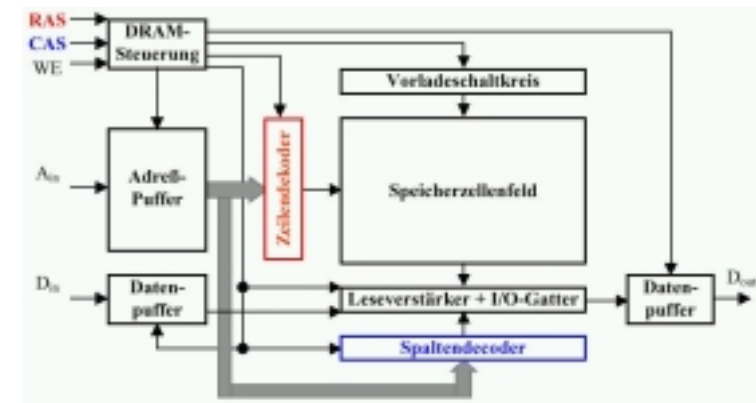 RAS
CAS
WE
DRAM-
Steuerung
Vorladeschaltkreis
Ain
Adreß-
Puffer
Zeilendekoder
Speicherzellenfeld
Din
Daten-
puffer
Leseverstärker + I/O-Gatter
Daten-
puffer
Dout
Spaltendecoder